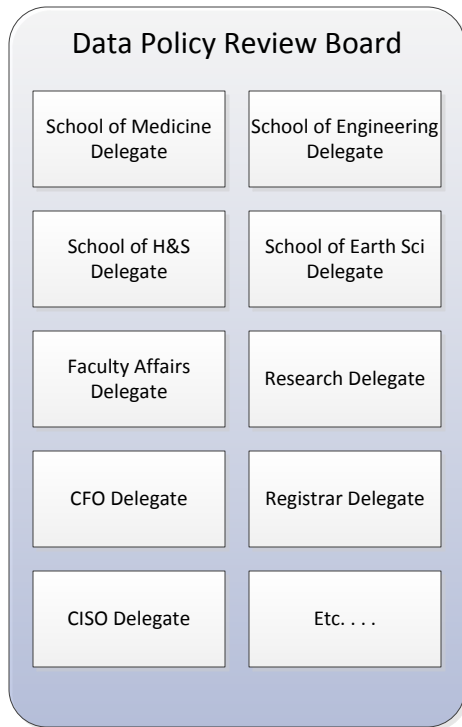 Data Policy Review Board
School of Medicine
Delegate
School of Engineering
Delegate
School of H&S
Delegate
School of Earth Sci
Delegate
Faculty Affairs
Delegate
Research Delegate
CFO Delegate
Registrar Delegate
CISO Delegate
Etc. . . .